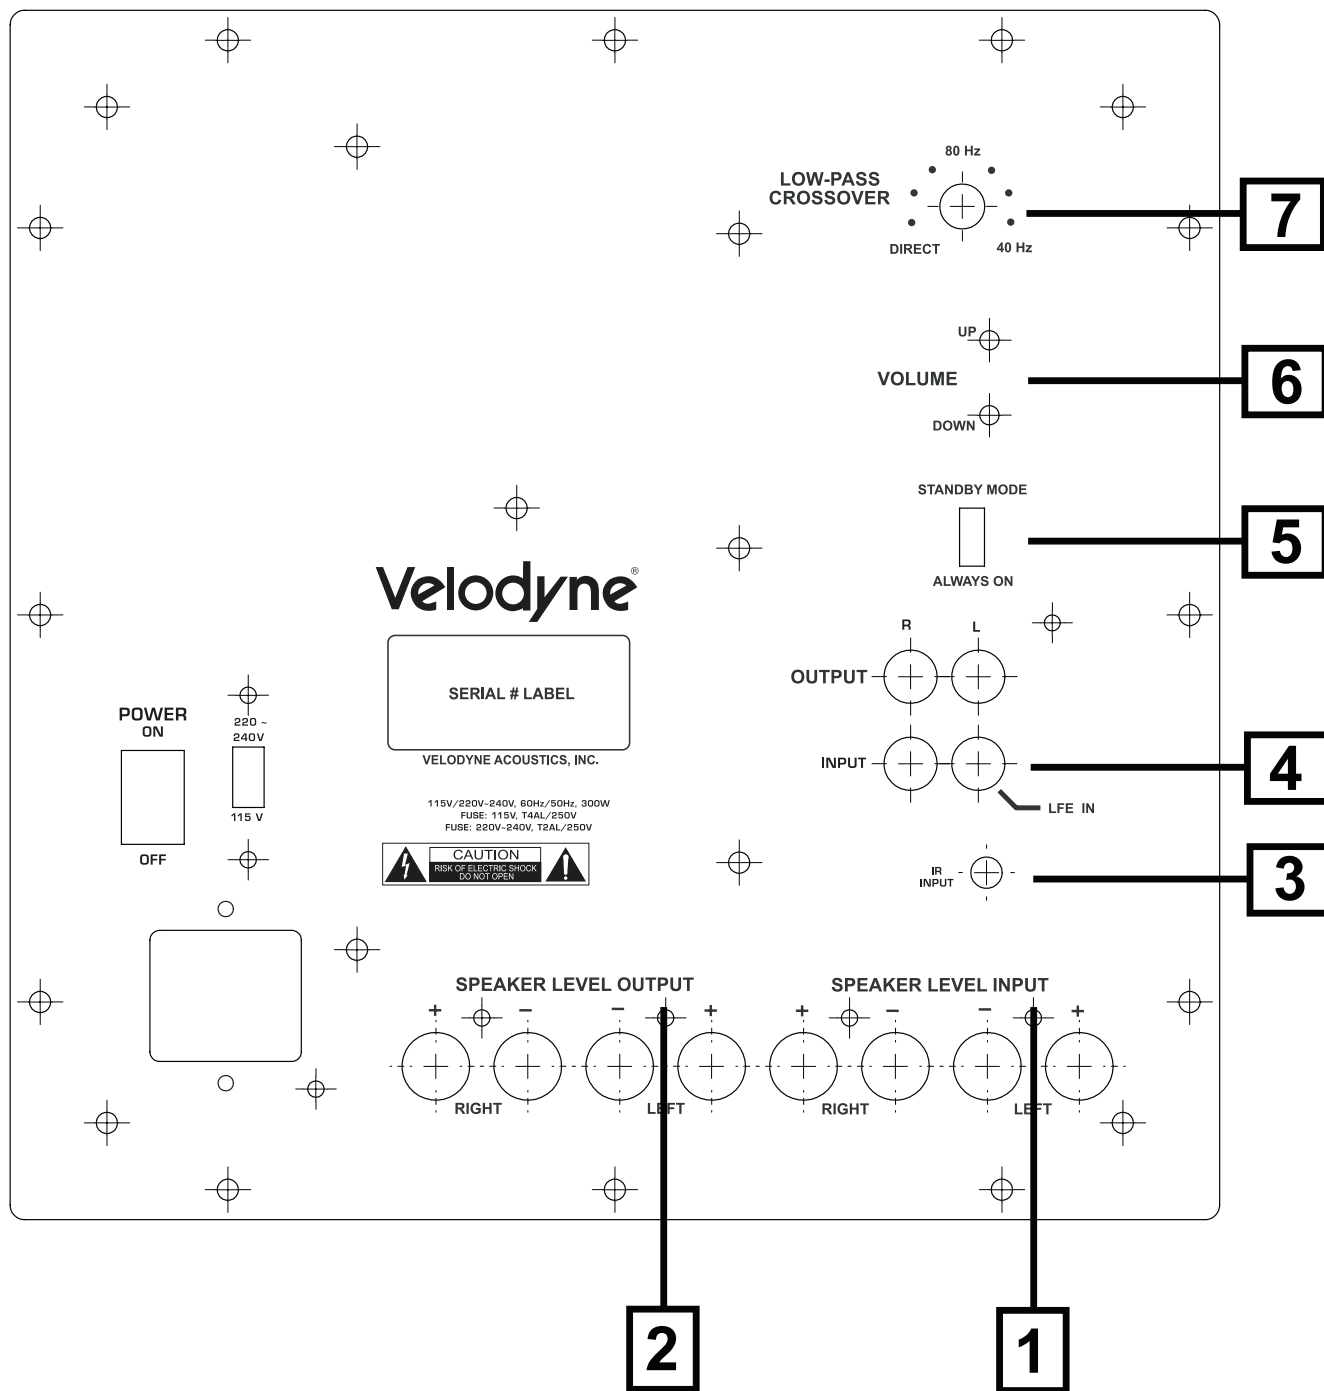 80 Hz
LOW-PASS
CROSSOVER
DIRECT
40 Hz
7
UP
VOLUME
DOWN
6
STANDBY MODE
ALWAYS ON
5
Velodyne®
SERIAL # LABEL
VELODYNE ACOUSTICS, INC.
115V/220V~240V, 60Hz/50Hz, 300W
FUSE: 115V, T4AL/250V
FUSE: 220V~240V, T2AL/250V
CAUTION
RISK OF ELECTRIC SHOCK
DO NOT OPEN
POWER
ON
OFF
220 ~
240V
115 V
R L
OUTPUT
INPUT
4
LFE IN
IR
INPUT
3
SPEAKER LEVEL OUTPUT
+ − − +
RIGHT LEFT
SPEAKER LEVEL INPUT
+ − − +
RIGHT LEFT
2
1